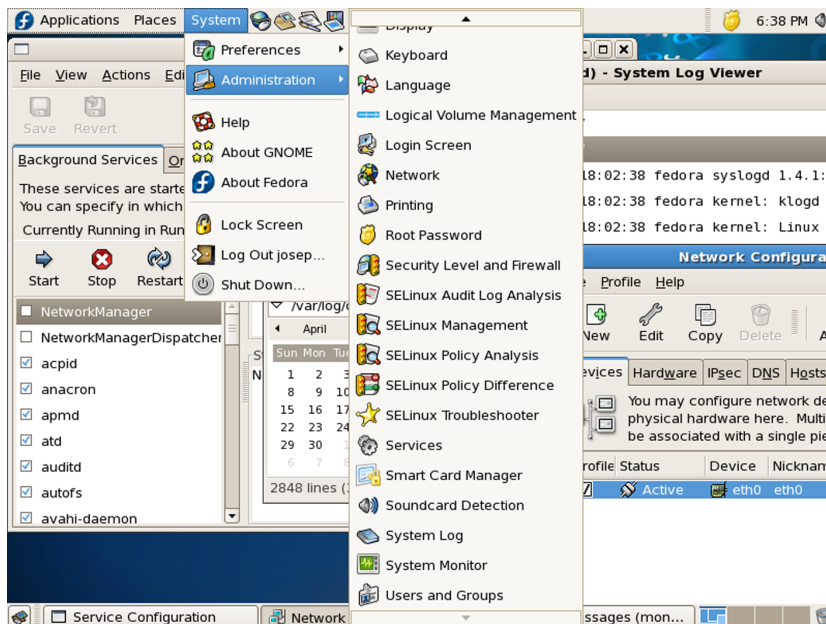 Applications Places System
6:38 PM
Preferences
Administration
Help
About GNOME
About Fedora
Lock Screen
Log Out josep...
Shut Down...
Display
Keyboard
Language
Logical Volume Management
Login Screen
Network
Printing
Root Password
Security Level and Firewall
SELinux Audit Log Analysis
SELinux Management
SELinux Policy Analysis
SELinux Policy Difference
SELinux Troubleshooter
Services
Smart Card Manager
Soundcard Detection
System Log
System Monitor
Users and Groups
File View Actions Edi
Save Revert
Background Services On
These services are starte
You can specify in which
Currently Running in Run
Start Stop Restart
NetworkManager
NetworkManagerDispatcher
acpid
anacron
apmd
atd
auditd
autofs
avahi-daemon
/var/log/
April
Sun Mon Tue
1 2 3
8 9 10
15 16 17
22 23 24
29 30 1
6 7 8
2848 lines (
d) - System Log Viewer
18:02:38 fedora syslogd 1.4.1:
18:02:38 fedora kernel: klogd
18:02:38 fedora kernel: Linux
Network Configura
Profile Help
New Edit Copy Delete
evices Hardware IPsec DNS Hosts
You may configure network de
physical hardware here. Multi
be associated with a single pie
rofile Status Device Nicknam
Active eth0 eth0
Service Configuration
Network
ssages (mon...